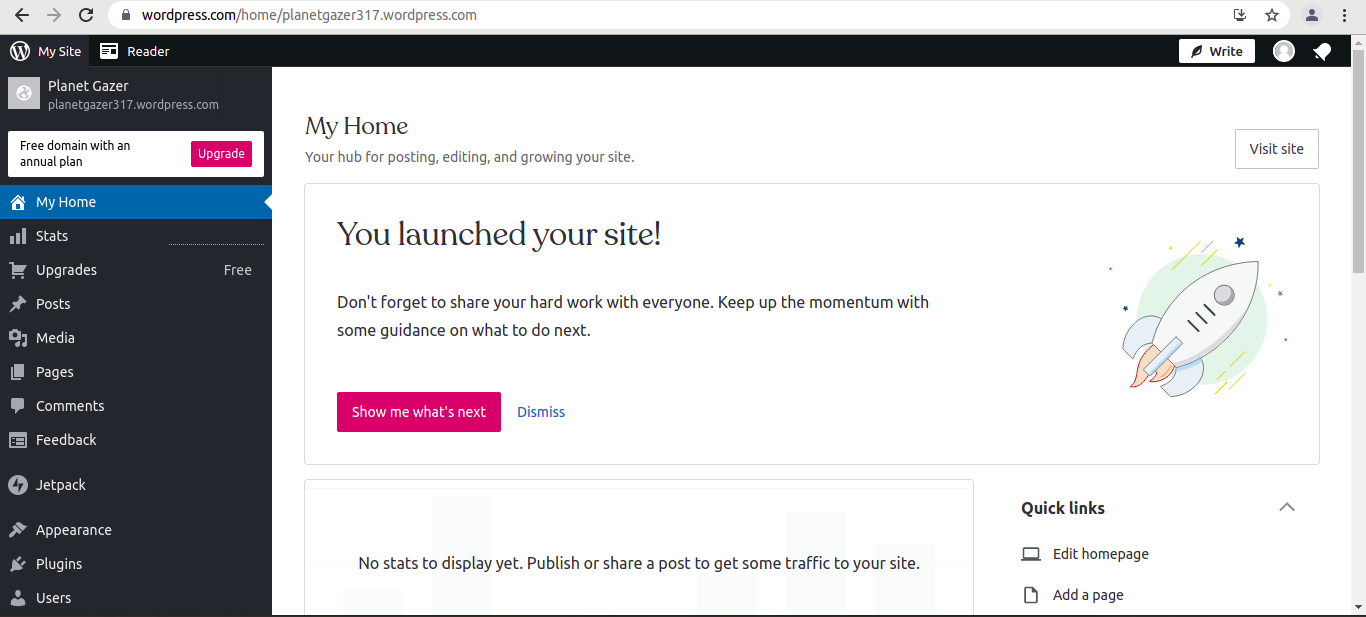 wordpress.com/home/planetgazer317.wordpress.com
My Site
Reader
Write
Planet Gazer
planetgazer317.wordpress.com
Free domain with an
annual plan
Upgrade
My Home
Stats
Upgrades
Free
Posts
Media
Pages
Comments
Feedback
Jetpack
Appearance
Plugins
Users
My Home
Your hub for posting, editing, and growing your site.
Visit site
You launched your site!
Don't forget to share your hard work with everyone. Keep up the momentum with
some guidance on what to do next.
Show me what's next
Dismiss
No stats to display yet. Publish or share a post to get some traffic to your site.
Quick links
Edit homepage
Add a page